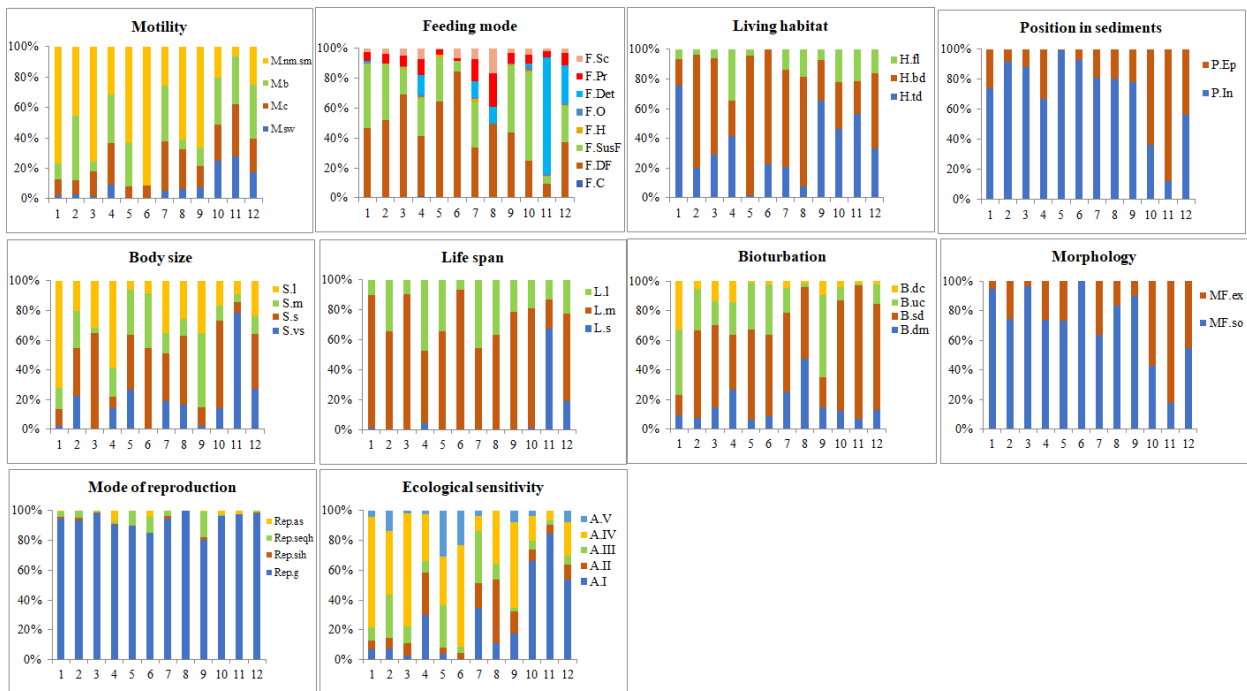 Motility
100%
80%
60%
40%
20%
0%
1 2 3 4 5 6 7 8 9 10 11 12
M.nm.sm
M.b
M.c
M.sw
Feeding mode
100%
80%
60%
40%
20%
0%
1 2 3 4 5 6 7 8 9 10 11 12
F.Sc
F.Pr
F.Det
F.O
F.H
F.SusF
F.DF
F.C
Living habitat
100%
80%
60%
40%
20%
0%
1 2 3 4 5 6 7 8 9 10 11 12
H.fl
H.bd
H.td
Position in sediments
100%
80%
60%
40%
20%
0%
1 2 3 4 5 6 7 8 9 10 11 12
P.Ep
P.In
Body size
100%
80%
60%
40%
20%
0%
1 2 3 4 5 6 7 8 9 10 11 12
S.l
S.m
S.s
S.vs
Life span
100%
80%
60%
40%
20%
0%
1 2 3 4 5 6 7 8 9 10 11 12
L.l
L.m
L.s
Bioturbation
100%
80%
60%
40%
20%
0%
1 2 3 4 5 6 7 8 9 10 11 12
B.dc
B.uc
B.sd
B.dm
Morphology
100%
80%
60%
40%
20%
0%
1 2 3 4 5 6 7 8 9 10 11 12
MF.ex
MF.so
Mode of reproduction
100%
80%
60%
40%
20%
0%
1 2 3 4 5 6 7 8 9 10 11 12
Rep.as
Rep.seqh
Rep.sih
Rep.g
Ecological sensitivity
100%
80%
60%
40%
20%
0%
1 2 3 4 5 6 7 8 9 10 11 12
A.V
A.IV
A.III
A.II
A.I